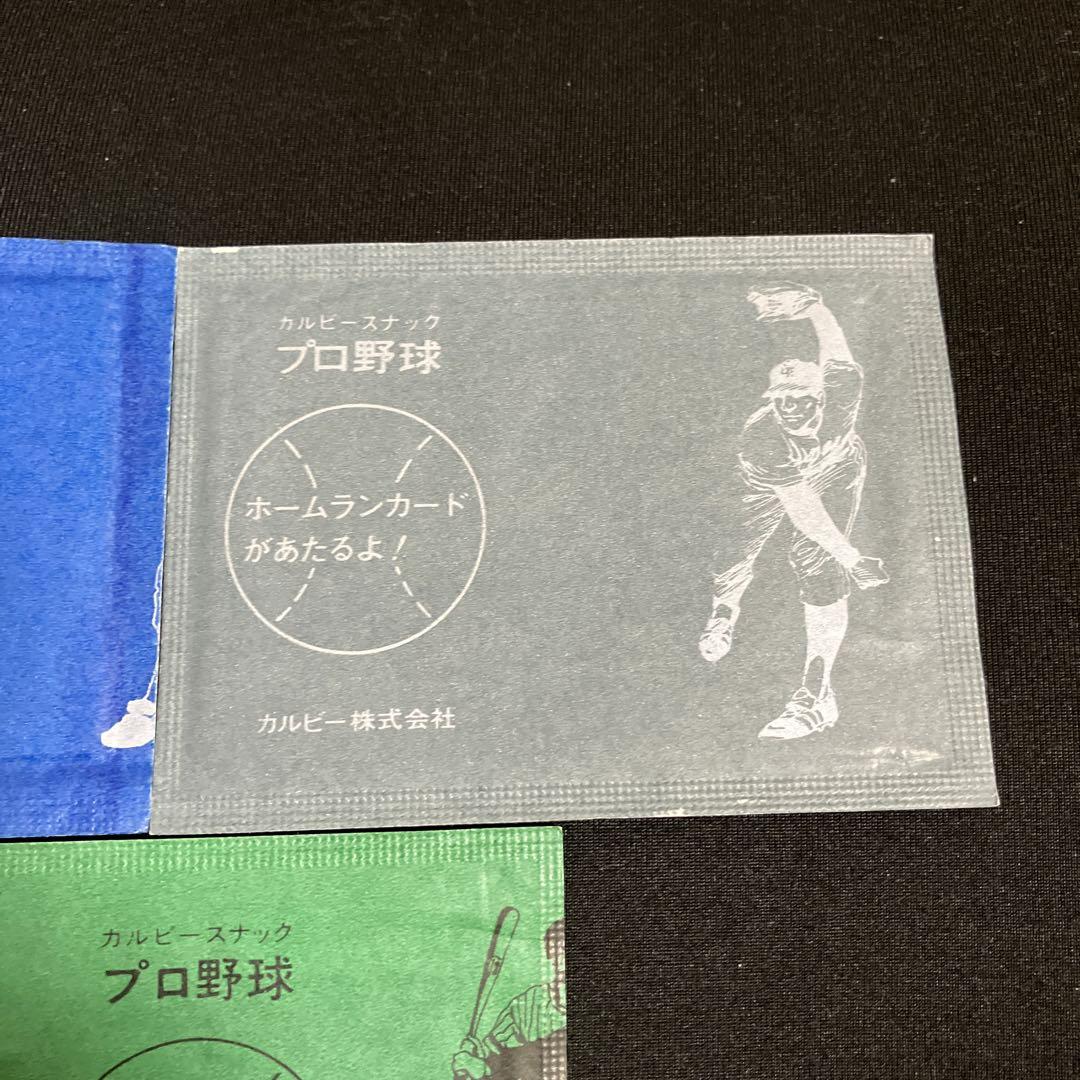 カルビースナック
プロ野球
ホームランカード
があたるよ!
カルビー株式会社
カルビースナック
プロ野球